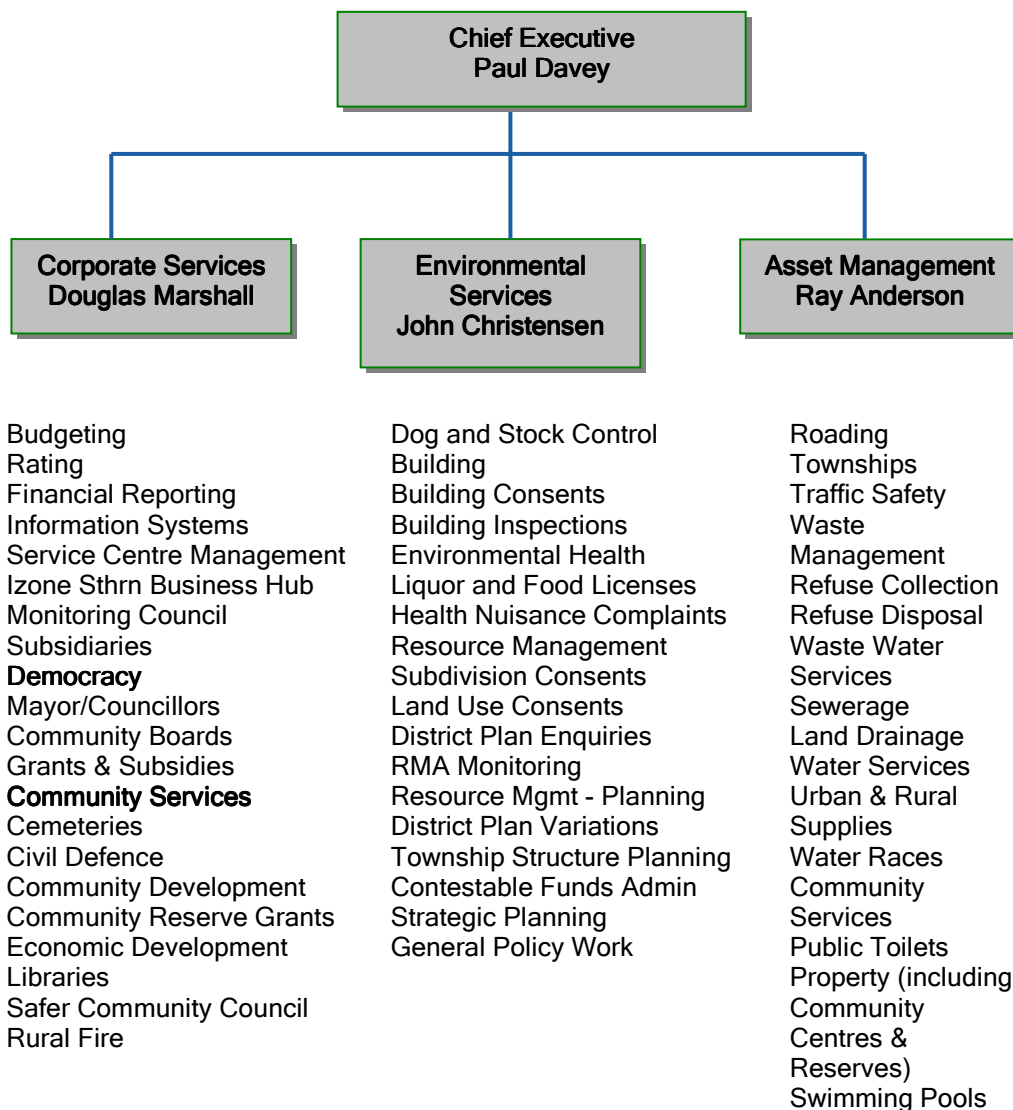 Chief Executive
Paul Davey
Corporate Services
Douglas Marshall
Environmental
Services
John Christensen
Asset Management
Ray Anderson
Budgeting
Rating
Financial Reporting
Information Systems
Service Centre Management
Izone Sthrn Business Hub
Monitoring Council
Subsidiaries
Democracy
Mayor/Councillors
Community Boards
Grants & Subsidies
Community Services
Cemeteries
Civil Defence
Community Development
Community Reserve Grants
Economic Development
Libraries
Safer Community Council
Rural Fire
Dog and Stock Control
Building
Building Consents
Building Inspections
Environmental Health
Liquor and Food Licenses
Health Nuisance Complaints
Resource Management
Subdivision Consents
Land Use Consents
District Plan Enquiries
RMA Monitoring
Resource Mgmt - Planning
District Plan Variations
Township Structure Planning
Contestable Funds Admin
Strategic Planning
General Policy Work
Roading
Townships
Traffic Safety
Waste
Management
Refuse Collection
Refuse Disposal
Waste Water
Services
Sewerage
Land Drainage
Water Services
Urban & Rural
Supplies
Water Races
Community
Services
Public Toilets
Property (including
Community
Centres &
Reserves)
Swimming Pools